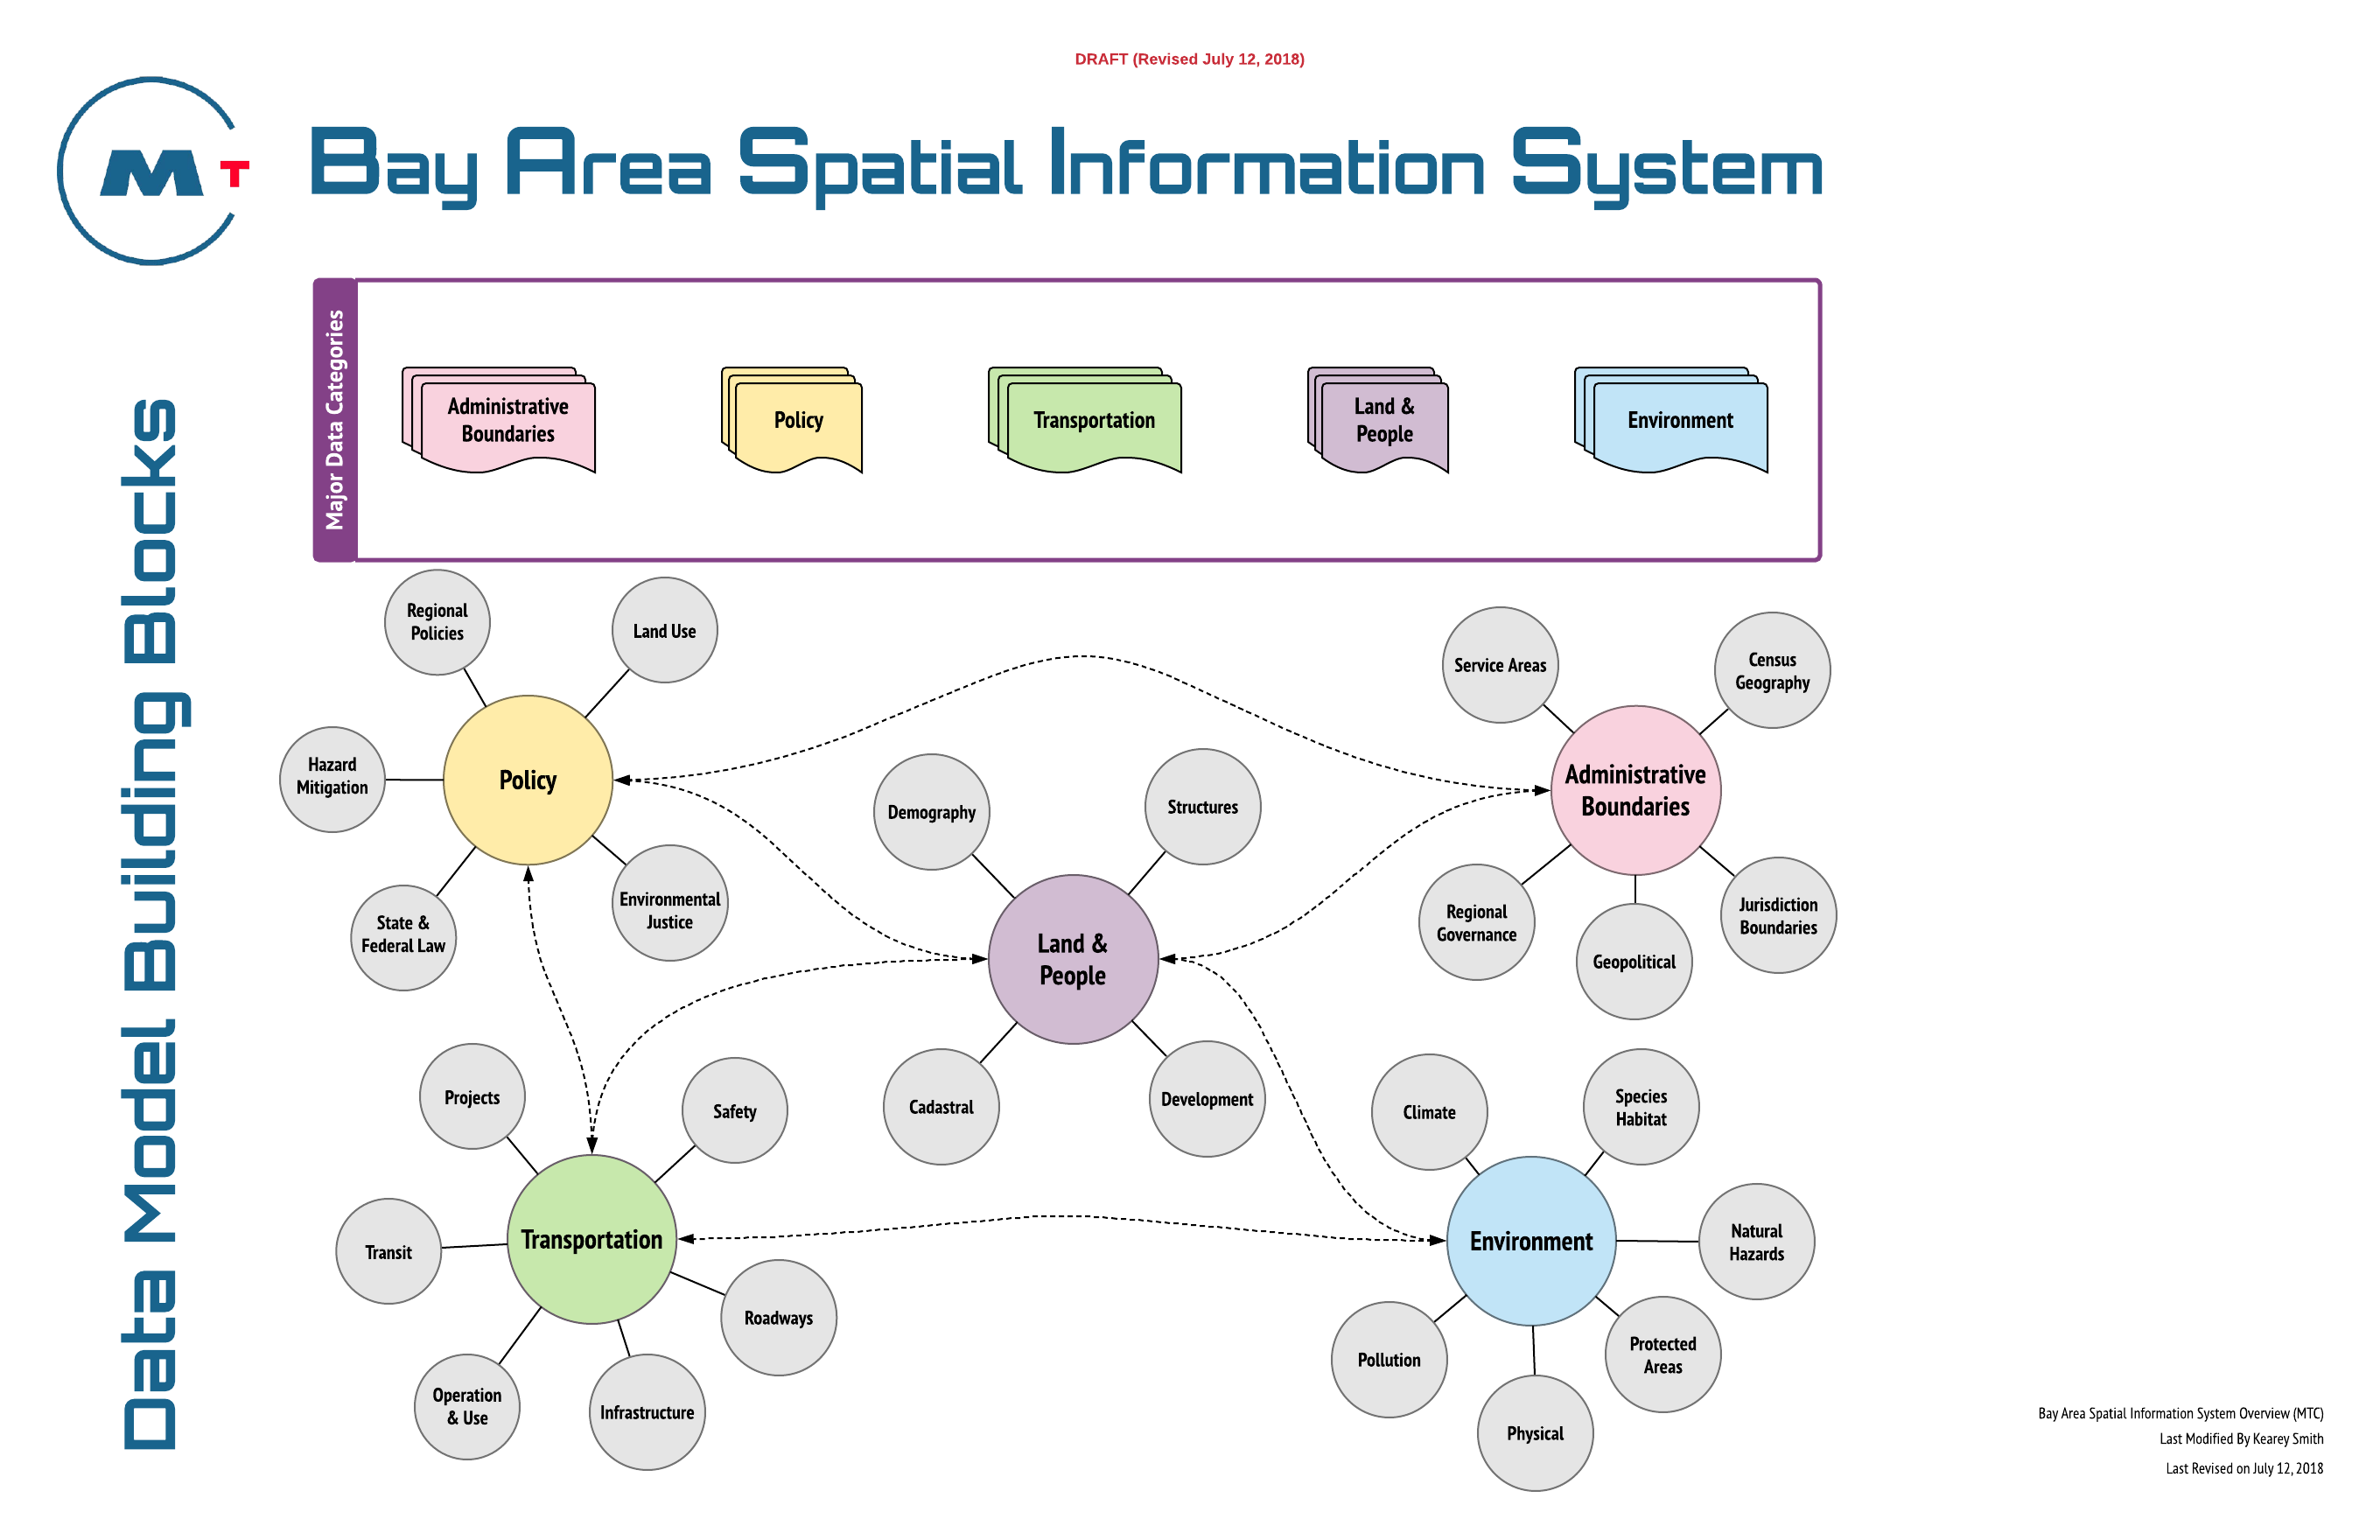 DRAFT (Revised July 12, 2018)
M T
Bay Area Spatial Information System
Data Model Building Blocks
Major Data Categories
Administrative
Boundaries
Policy
Transportation
Land &
People
Environment
Regional
Policies
Land Use
Hazard
Mitigation
Policy
State &
Federal Law
Environmental
Justice
Service Areas
Census
Geography
Administrative
Boundaries
Regional
Governance
Geopolitical
Jurisdiction
Boundaries
Demography
Structures
Land &
People
Cadastral
Development
Projects
Safety
Transit
Transportation
Roadways
Operation
& Use
Infrastructure
Climate
Species
Habitat
Environment
Natural
Hazards
Pollution
Protected
Areas
Physical
Bay Area Spatial Information System Overview (MTC)
Last Modified By Kearey Smith
Last Revised on July 12, 2018